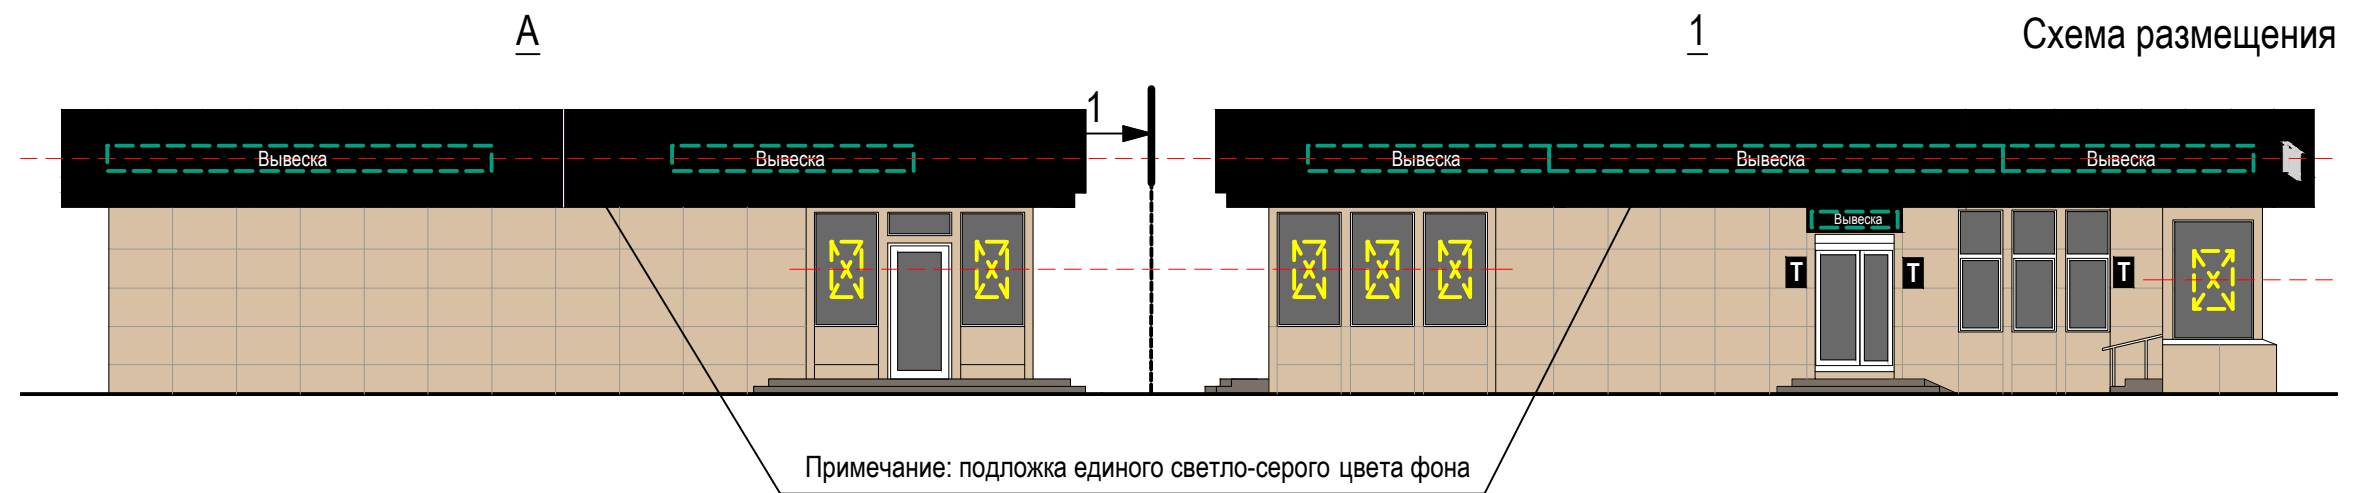 А
1
Схема размещения
1
Вывеска
Вывеска
Вывеска
Вывеска
Вывеска
Вывеска
Т
Т
Т
Примечание: подложка единого светло-серого цвета фона